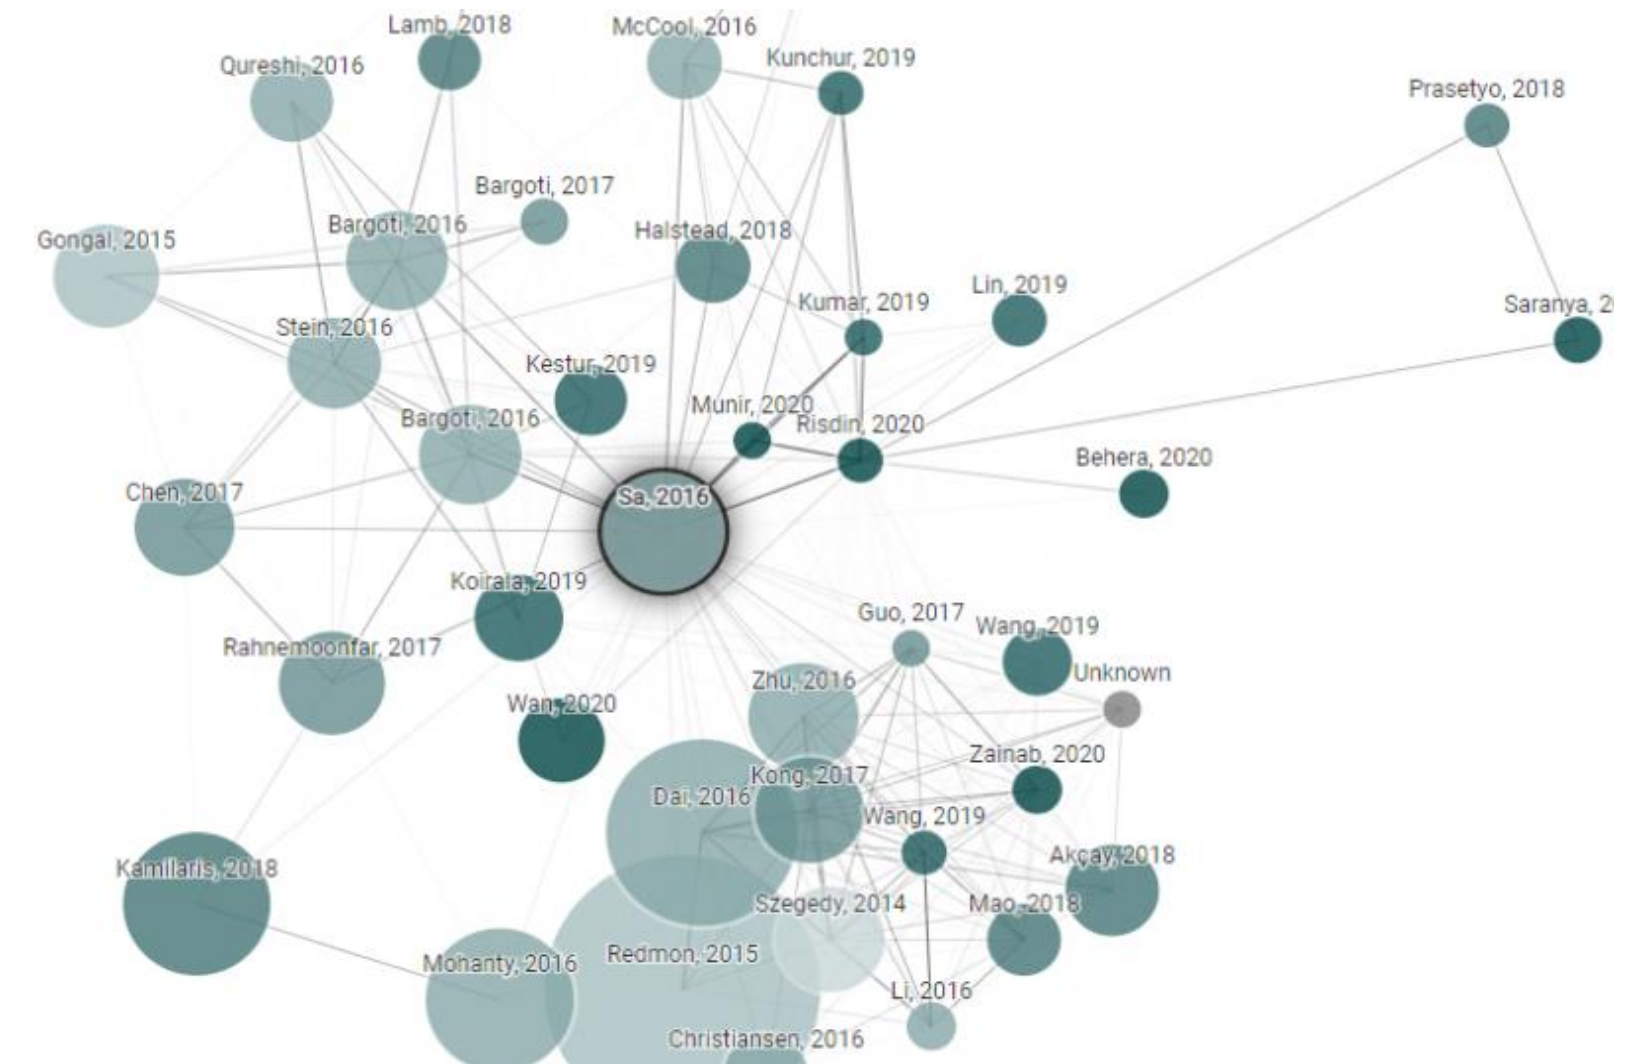 Lamb, 2018
McCool, 2016
Kunchur, 2019
Qureshi, 2016
Prasetyo, 2018
Bargoti, 2017
Bargoti, 2016
Halstead, 2018
Gongal, 2015
Lin, 2019
Kumar, 2019
Saranya, 2
Stein, 2016
Kestur, 2019
Munir, 2020
Bargoti, 2016
Risdin, 2020
Behera, 2020
Chen, 2017
Sa, 2016
Koirala, 2019
Guo, 2017
Wang, 2019
Rahnemoonfar, 2017
Unknown
Zhu, 2016
Wan, 2020
Zainab, 2020
Kong, 2017
Dai, 2016
Wang, 2019
Akçay, 2018
Kamilaris, 2018
Szegedy, 2014
Mao, 2018
Redmon, 2015
Mohanty, 2016
Li, 2016
Christiansen, 2016